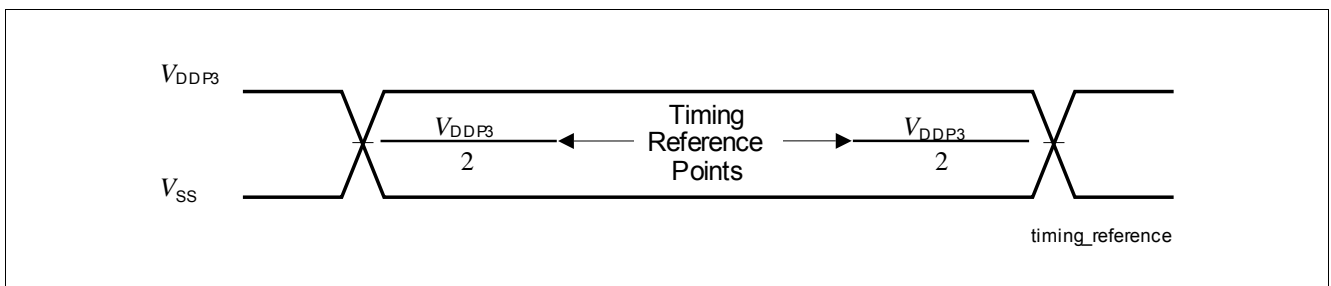 VDDP3
Timing
Reference
Points
VDDP3
2
VDDP3
2
VSS
timing_reference